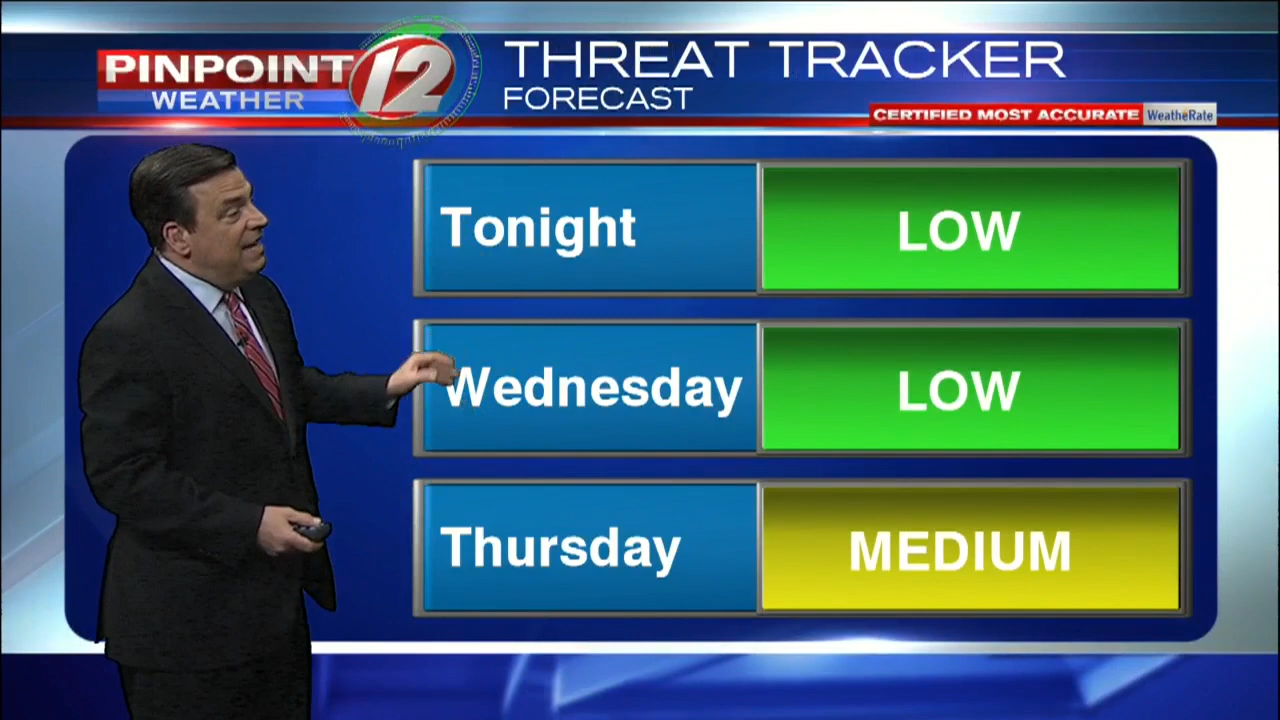 PINPOINT 12
WEATHER
THREAT TRACKER
FORECAST
CERTIFIED MOST ACCURATE WeatheRate
Tonight LOW
Wednesday LOW
Thursday MEDIUM